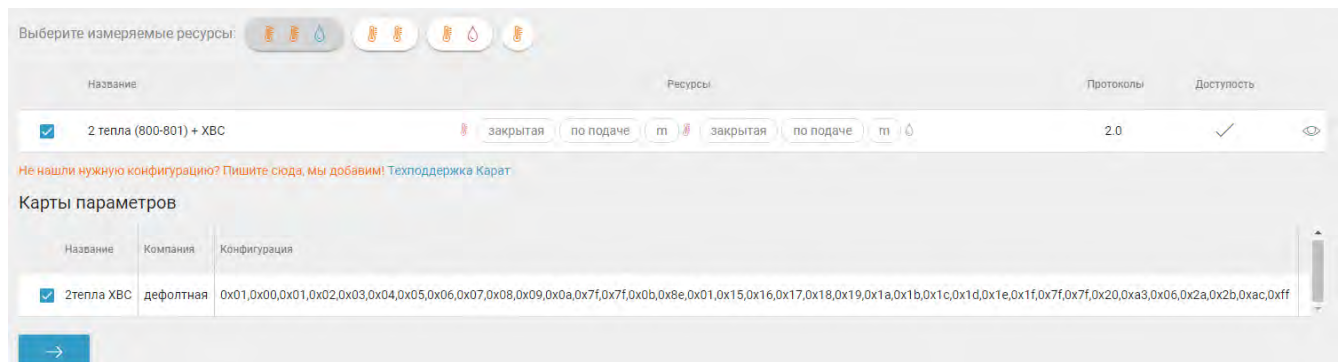 Выберите измеряемые ресурсы:
Название Ресурсы Протоколы Доступость
2 тепла (800-801) + ХВС закрытая по подаче m закрытая по подаче m 2.0
Не нашли нужную конфигурацию? Пишите сюда, мы добавим! Техподдержка Карат
Карты параметров
Название Компания Конфигурация
2тепла ХВС дефолтная 0x01,0x00,0x01,0x02,0x03,0x04,0x05,0x06,0x07,0x08,0x09,0x0a,0x7f,0x7f,0x0b,0x8e,0x01,0x15,0x16,0x17,0x18,0x19,0x1a,0x1b,0x1c,0x1d,0x1e,0x1f,0x7f,0x7f,0x20,0xa3,0x06,0x2a,0x2b,0xac,0xff